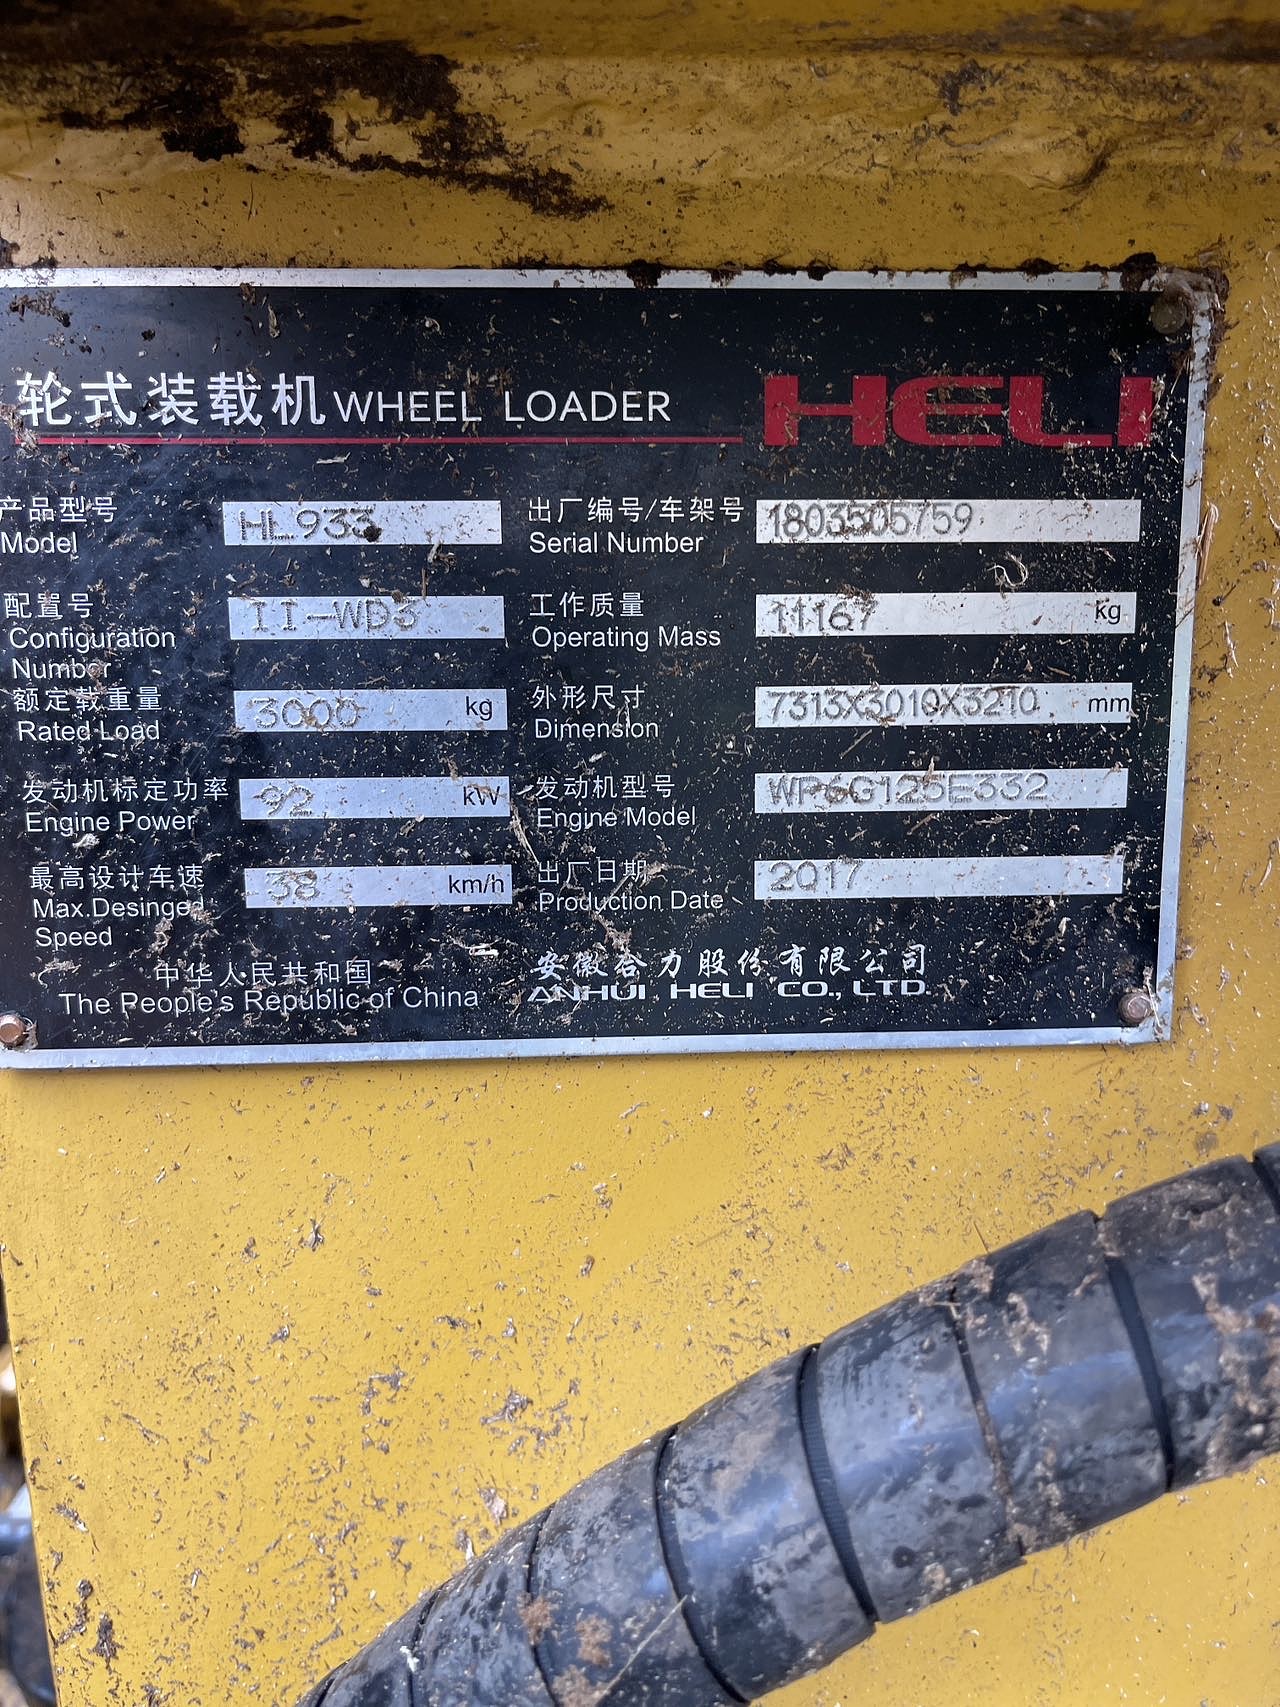 轮式装载机 WHEEL LOADER HELI
产品型号 HL933 出厂编号/车架号 1803505759
Model Serial Number
配置号 II-WD3 工作质量 11167 kg
Configuration Operating Mass
Number
额定载重量 3000 kg 外形尺寸 7313X3010X3210 mm
Rated Load Dimension
发动机标定功率 92 kW 发动机型号 WP6G125E332
Engine Power Engine Model
最高设计车速 38 km/h 出厂日期 2017
Max.Desinged Production Date
Speed
中华人民共和国 安徽合力股份有限公司
The People's Republic of China ANHUI HELI CO., LTD.